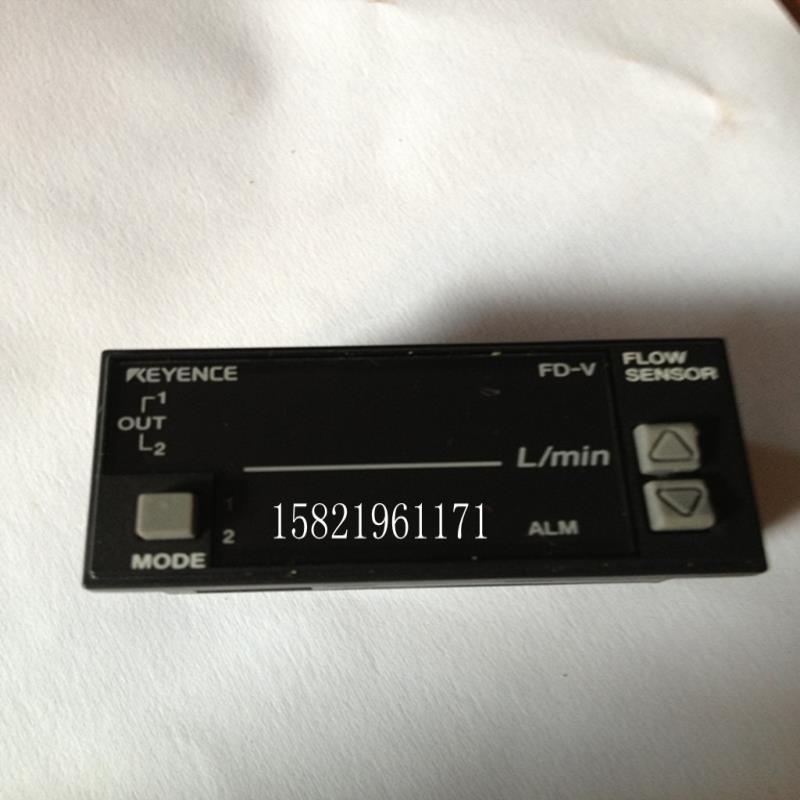 KEYENCE
FD-V
FLOW
SENSOR
1
OUT
2
L/min
1
2
15821961171
ALM
MODE